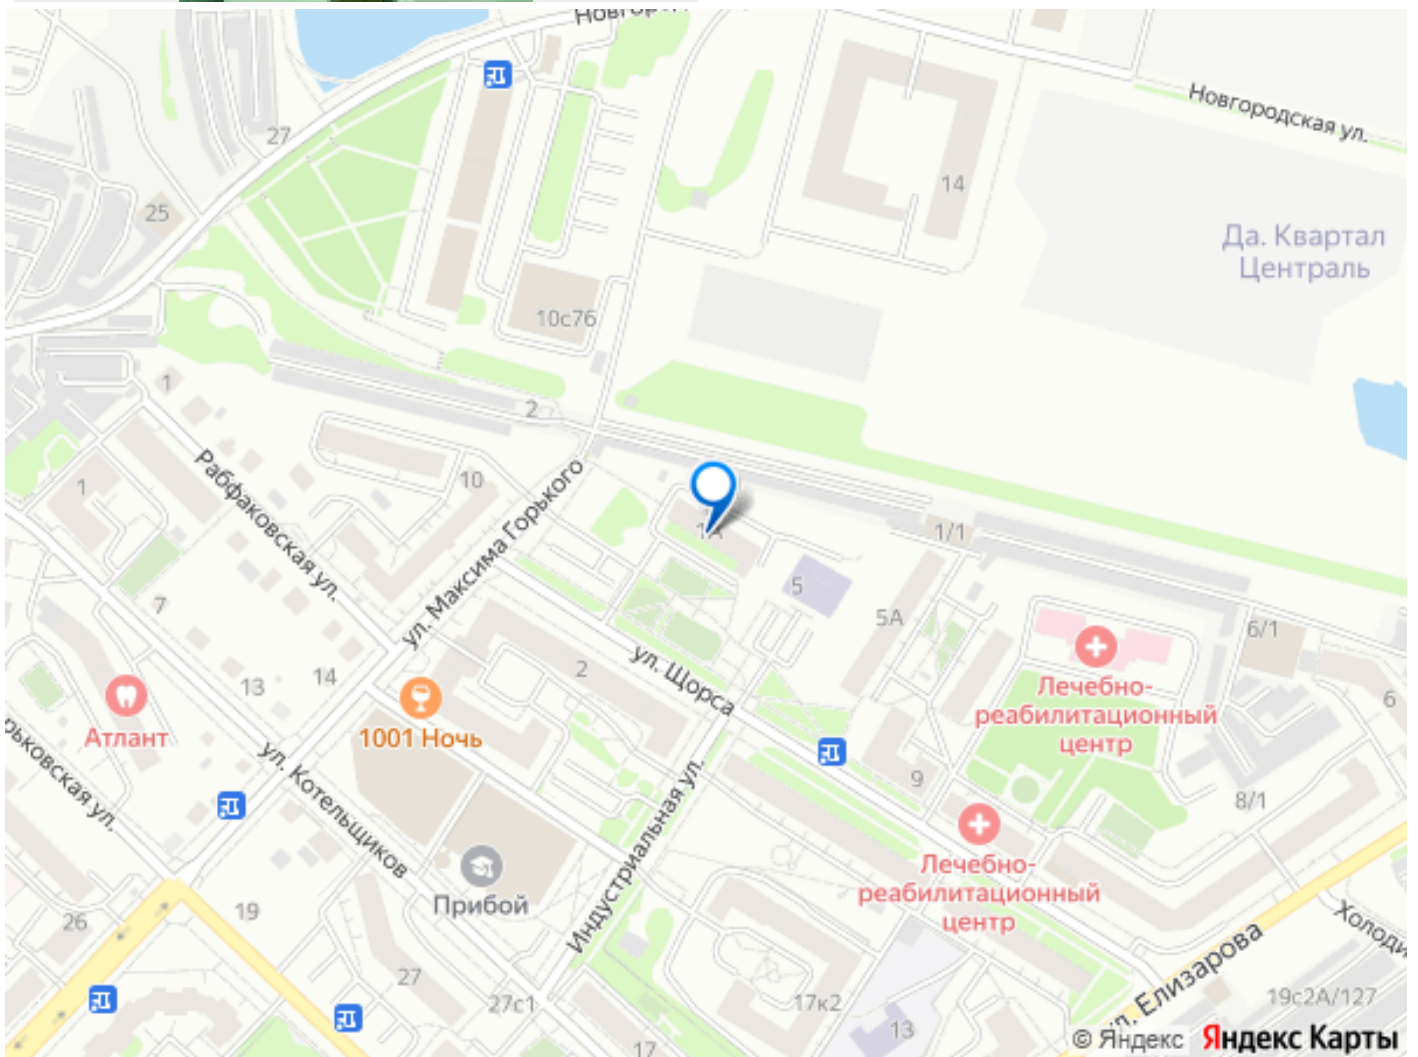 Новгородская ул.
27
14
25
Да. Квартал
Централь
10с76
1
2
10
Рабфаковская ул.
1
ул. Максима Горького
1А
1/1
5
5А
7
6/1
2
ул. Щорса
Лечебно-
реабилитационный
центр
13
14
6
Атлант
1001 Ночь
ул. Котельщиков
9
8/1
Индустриальная ул.
Лечебно-
реабилитационный
центр
Прибой
26
19
27
27с1
17к2
13
17
ул. Елизарова
19с2А/127
© Яндекс Яндекс Карты